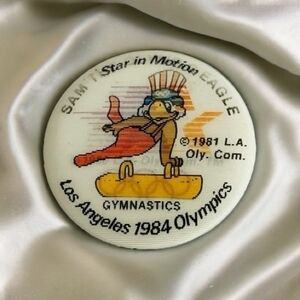 SAM T
Star in Motion
EAGLE
© 1981 L.A.
Oly. Com.
GYMNASTICS
Los Angeles 1984 Olympics